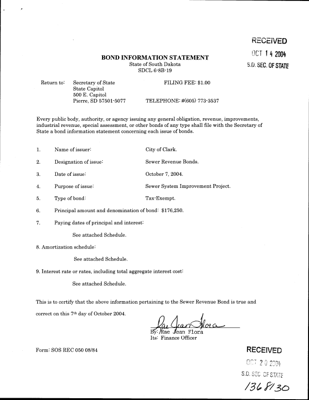 RECEIVED
OCT 14 2004
S.D. SEC. OF STATE
BOND INFORMATION STATEMENT
State of South Dakota
SDCL 6-8B-19
Return to: Secretary of State FILING FEE: $1.00
State Capitol
500 E. Capitol
Pierre, SD 57501-5077 TELEPHONE: #(605) 773-3537
Every public body, authority, or agency issuing any general obligation, revenue, improvements,
industrial revenue, special assessment, or other bonds of any type shall file with the Secretary of
State a bond information statement concerning each issue of bonds.
1. Name of issuer: City of Clark.
2. Designation of issue: Sewer Revenue Bonds.
3. Date of issue: October 7, 2004.
4. Purpose of issue: Sewer System Improvement Project.
5. Type of bond: Tax-Exempt.
6. Principal amount and denomination of bond: $176,250.
7. Paying dates of principal and interest:
See attached Schedule.
8. Amortization schedule:
See attached Schedule.
9. Interest rate or rates, including total aggregate interest cost:
See attached Schedule.
This is to certify that the above information pertaining to the Sewer Revenue Bond is true and
correct on this 7th day of October 2004.
By: Rae Jean Flora
Its: Finance Officer
Form: SOS REC 050 08/84
RECEIVED
OCT 2004
S.D. SEC. OF STATE
1368130